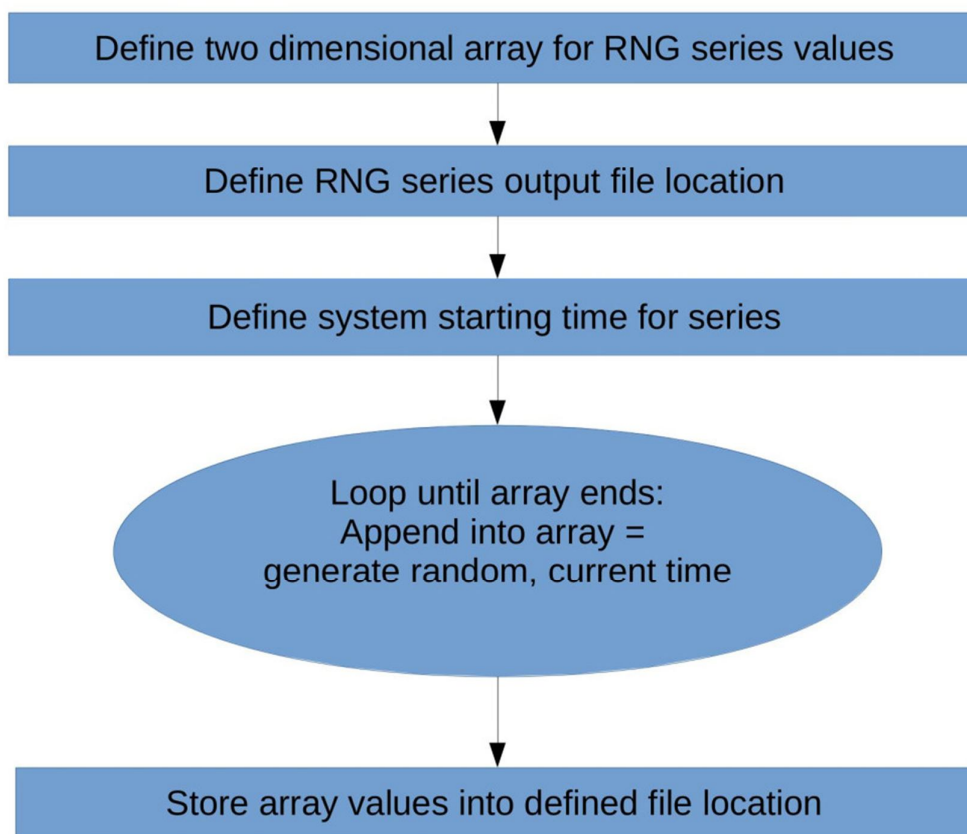 Define two dimensional array for RNG series values
Define RNG series output file location
Define system starting time for series
Loop until array ends:
Append into array =
generate random, current time
Store array values into defined file location